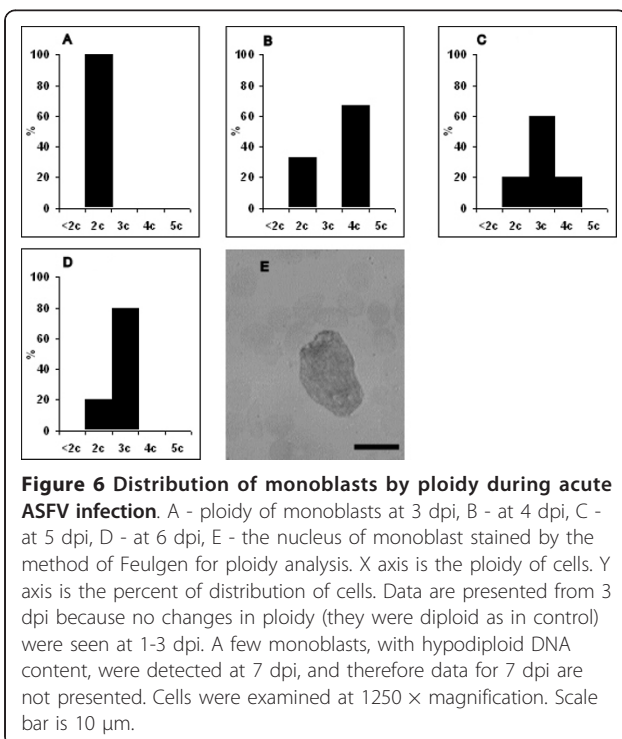 A
100
80
60
40
20
0
%
<2c 2c 3c 4c 5c
B
100
80
60
40
20
0
%
<2c 2c 3c 4c 5c
C
100
80
60
40
20
0
%
<2c 2c 3c 4c 5c
D
100
80
60
40
20
0
%
<2c 2c 3c 4c 5c
E
Figure 6 Distribution of monoblasts by ploidy during acute
ASFV infection. A - ploidy of monoblasts at 3 dpi, B - at 4 dpi, C -
at 5 dpi, D - at 6 dpi, E - the nucleus of monoblast stained by the
method of Feulgen for ploidy analysis. X axis is the ploidy of cells. Y
axis is the percent of distribution of cells. Data are presented from 3
dpi because no changes in ploidy (they were diploid as in control)
were seen at 1-3 dpi. A few monoblasts, with hypodiploid DNA
content, were detected at 7 dpi, and therefore data for 7 dpi are
not presented. Cells were examined at 1250 × magnification. Scale
bar is 10 μm.